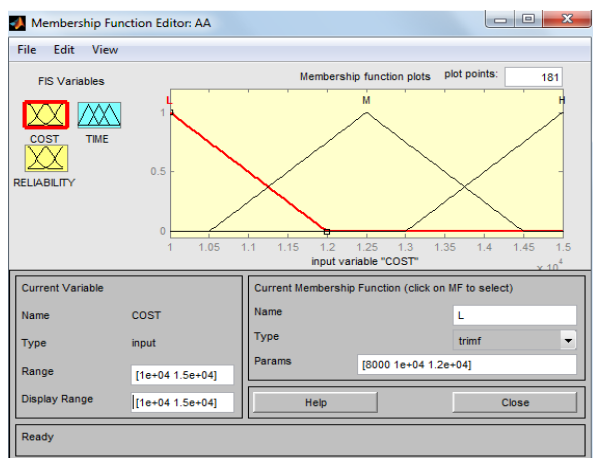 Membership Function Editor: AA
File Edit View
FIS Variables
Membership function plots plot points: 181
COST TIME
RELIABILITY
L M H
1
0.5
0
1 1.05 1.1 1.15 1.2 1.25 1.3 1.35 1.4 1.45 1.5
input variable "COST"
x 10^4
Current Variable
Name COST
Type input
Range [1e+04 1.5e+04]
Display Range [1e+04 1.5e+04]
Current Membership Function (click on MF to select)
Name L
Type trimf
Params [8000 1e+04 1.2e+04]
Help Close
Ready